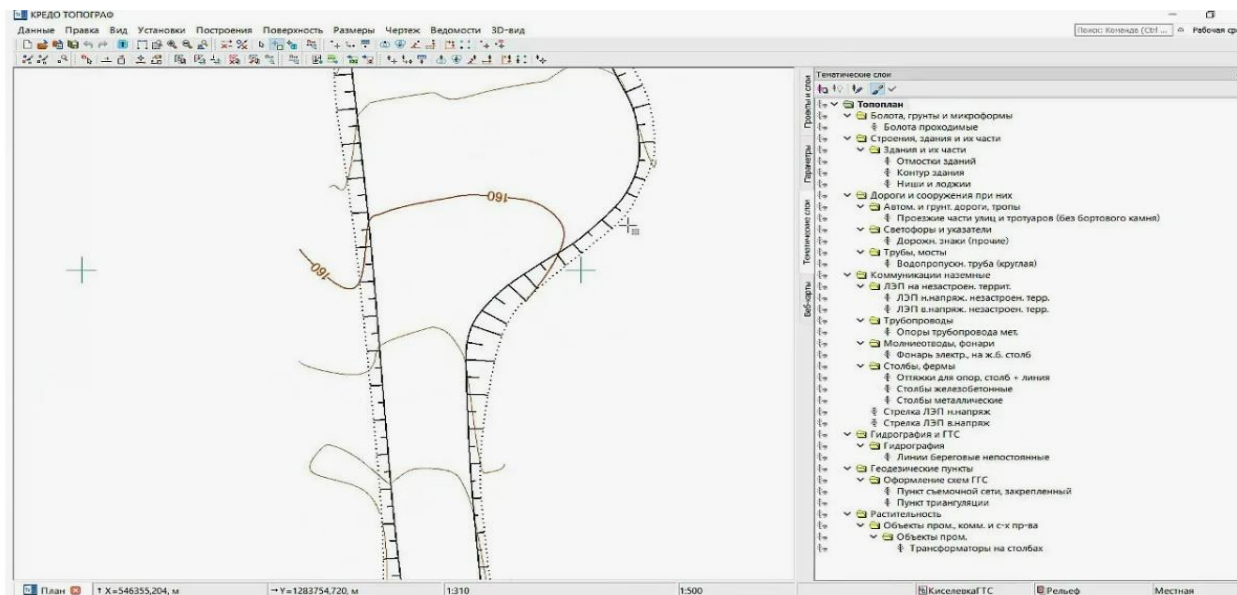 КРЕДО ТОПОГРАФ
Данные Правка Вид Установки Построения Поверхность Размеры Чертеж Ведомости 3D-вид
Поиск: Команда (Ctrl ...
Рабочая ср
Тематические слои
Проекты и слои
Параметры
Тематические слои
Веб-карты
Топоплан
Болота, грунты и микроформы
Болота проходимые
Строения, здания и их части
Здания и их части
Отмостки зданий
Контур здания
Ниши и лоджии
Дороги и сооружения при них
Автом. и грунт. дороги, тропы
Проезжие части улиц и тротуаров (без бортового камня)
Светофоры и указатели
Дорожн. знаки (прочие)
Трубы, мосты
Водопропускн. труба (круглая)
Коммуникации наземные
ЛЭП на незастроен. территит.
ЛЭП н.напряж. незастроен. терр.
ЛЭП в.напряж. незастроен. терр.
Трубопроводы
Опоры трубопровода мет.
Молниеотводы, фонари
Фонарь электр., на ж.б. столб
Столбы, фермы
Оттяжки для опор, столб + линия
Столбы железобетонные
Столбы металлические
Стрелка ЛЭП н.напряж
Стрелка ЛЭП в.напряж
Гидрография и ГТС
Гидрография
Линии береговые непостоянные
Геодезические пункты
Оформление схем ГГС
Пункт съемочной сети, закрепленный
Пункт триангуляции
Растительность
Объекты пром., комм. и с-х пр-ва
Объекты пром.
Трансформаторы на столбах
160
160
План
X=546355,204, м
Y=1283754,720, м
1:310
1:500
КиселевкаГТС
Рельеф
Местная